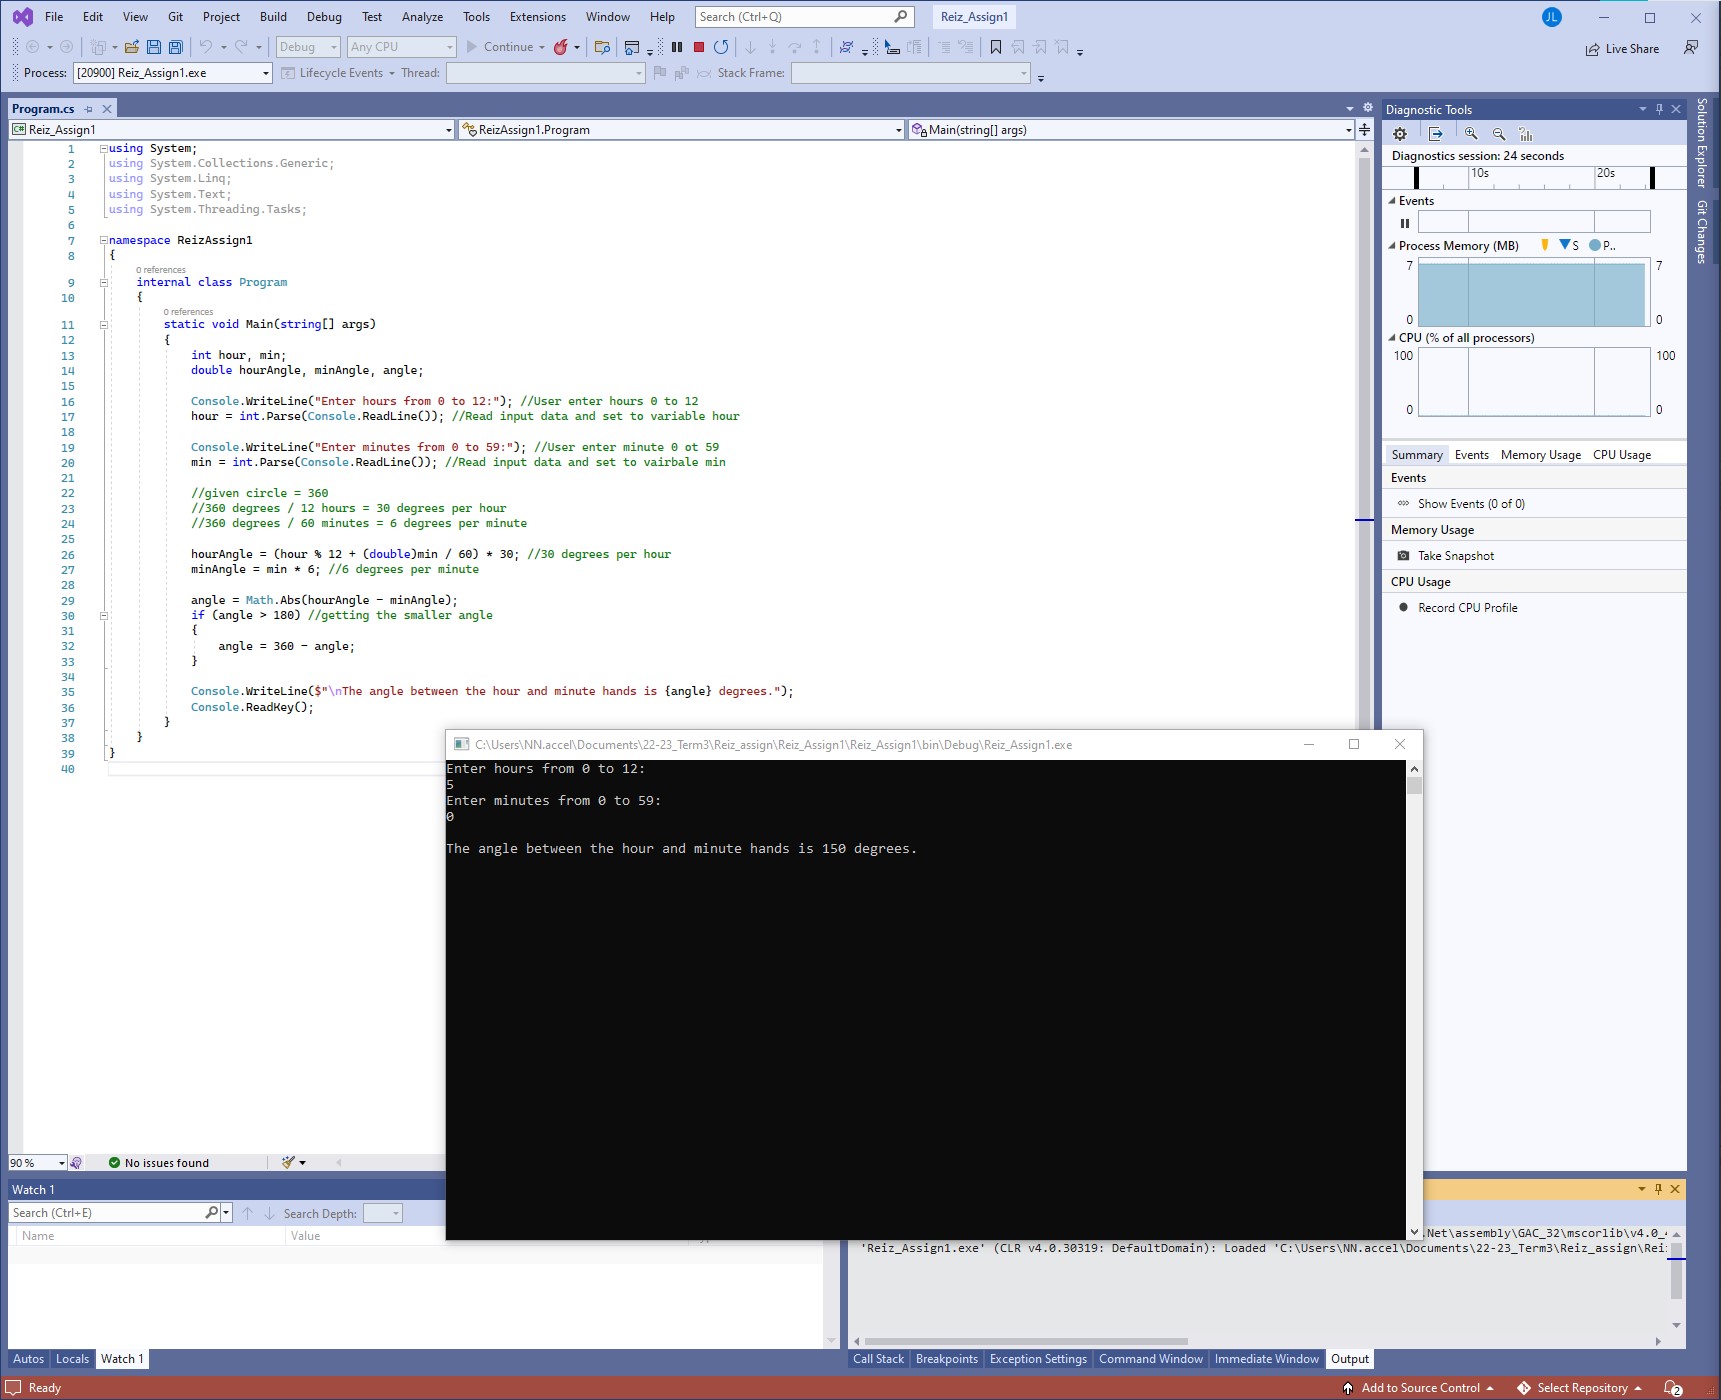 File Edit View Git Project Build Debug Test Analyze Tools Extensions Window Help Search (Ctrl+Q) Reiz_Assign1 JL
Debug Any CPU Continue Live Share
Process: [20900] Reiz_Assign1.exe Lifecycle Events Thread: Stack Frame:
Program.cs
Reiz_Assign1 ReizAssign1.Program Main(string[] args)
1 using System;
2 using System.Collections.Generic;
3 using System.Linq;
4 using System.Text;
5 using System.Threading.Tasks;
6
7 namespace ReizAssign1
8 {
0 references
9 internal class Program
10 {
0 references
11 static void Main(string[] args)
12 {
13 int hour, min;
14 double hourAngle, minAngle, angle;
15
16 Console.WriteLine("Enter hours from 0 to 12:"); //User enter hours 0 to 12
17 hour = int.Parse(Console.ReadLine()); //Read input data and set to variable hour
18
19 Console.WriteLine("Enter minutes from 0 to 59:"); //User enter minute 0 ot 59
20 min = int.Parse(Console.ReadLine()); //Read input data and set to vairbale min
21
22 //given circle = 360
23 //360 degrees / 12 hours = 30 degrees per hour
24 //360 degrees / 60 minutes = 6 degrees per minute
25
26 hourAngle = (hour % 12 + (double)min / 60) * 30; //30 degrees per hour
27 minAngle = min * 6; //6 degrees per minute
28
29 angle = Math.Abs(hourAngle - minAngle);
30 if (angle > 180) //getting the smaller angle
31 {
32 angle = 360 - angle;
33 }
34
35 Console.WriteLine($"\nThe angle between the hour and minute hands is {angle} degrees.");
36 Console.ReadKey();
37 }
38 }
39 }
40
C:\Users\NN.accel\Documents\22-23_Term3\Reiz_assign\Reiz_Assign1\Reiz_Assign1\bin\Debug\Reiz_Assign1.exe
Enter hours from 0 to 12:
5
Enter minutes from 0 to 59:
0
The angle between the hour and minute hands is 150 degrees.
Diagnostic Tools
Diagnostics session: 24 seconds
10s 20s
Events
Process Memory (MB) S P..
7 7
0 0
CPU (% of all processors)
100 100
0 0
Summary Events Memory Usage CPU Usage
Events
Show Events (0 of 0)
Memory Usage
Take Snapshot
CPU Usage
Record CPU Profile
Solution Explorer
Git Changes
90 % No issues found
Watch 1
Search (Ctrl+E) Search Depth:
Name Value
.Net\assembly\GAC_32\mscorlib\v4.0_4
'Reiz_Assign1.exe' (CLR v4.0.30319: DefaultDomain): Loaded 'C:\Users\NN.accel\Documents\22-23_Term3\Reiz_assign\Rei
Autos Locals Watch 1 Call Stack Breakpoints Exception Settings Command Window Immediate Window Output
Ready Add to Source Control Select Repository 2